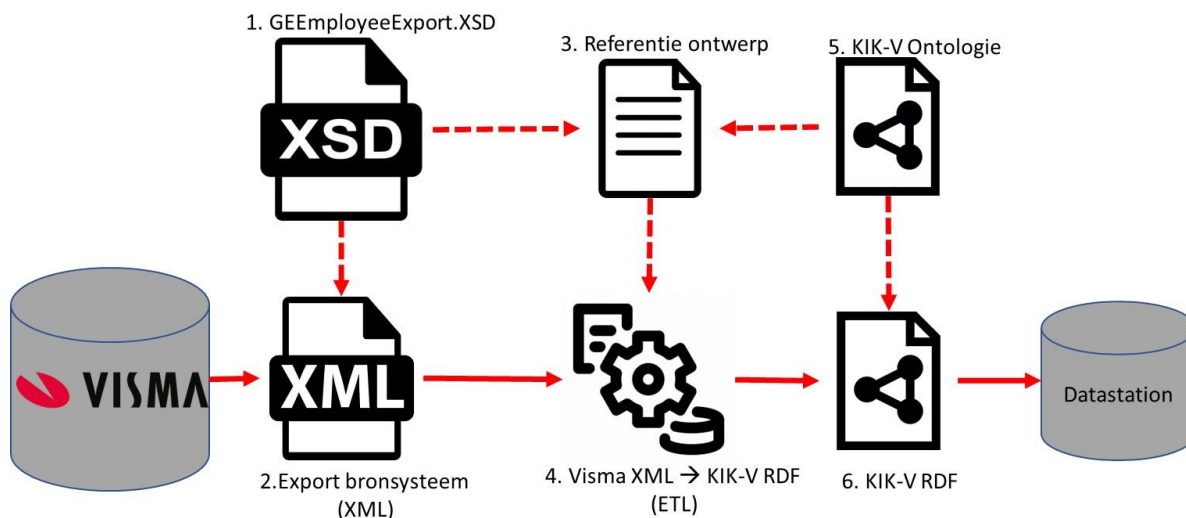 1. GEEmployeeExport.XSD
3. Referentie ontwerp
5. KIK-V Ontologie
XSD
VISMA
XML
Datastation
2.Export bronsysteem
(XML)
4. Visma XML → KIK-V RDF
(ETL)
6. KIK-V RDF